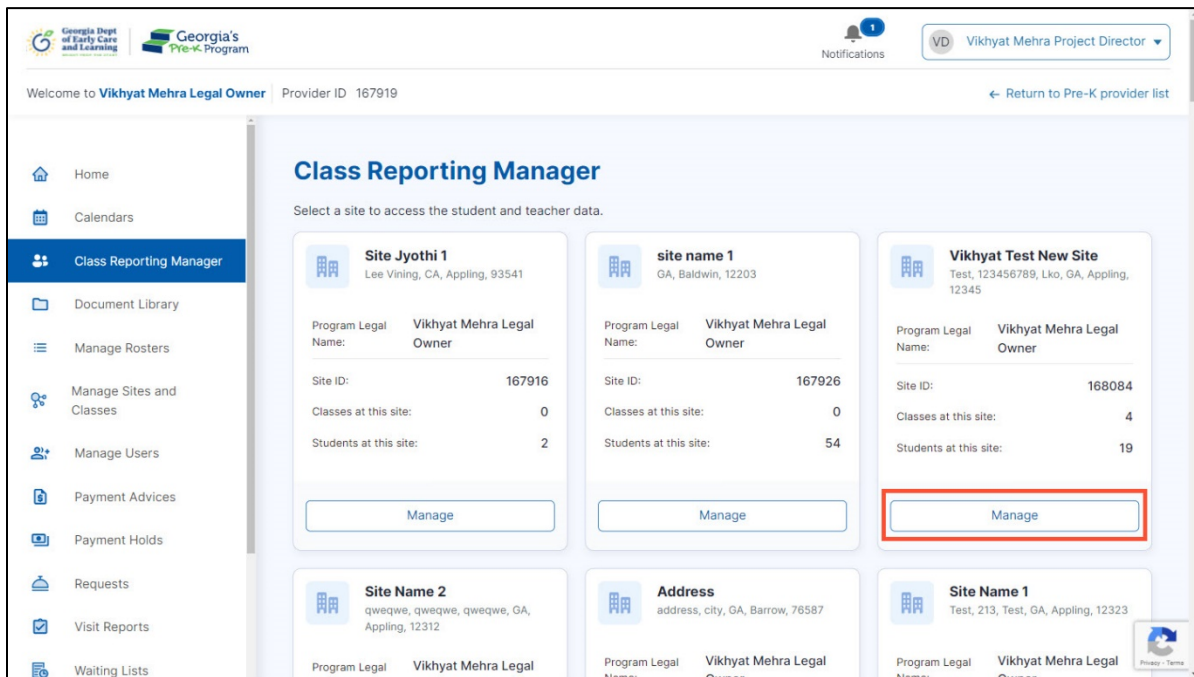 Georgia Dept
of Early Care
and Learning
Georgia's
Pre-K Program
1
Notifications
VD Vikhyat Mehra Project Director
Welcome to Vikhyat Mehra Legal Owner Provider ID 167919
← Return to Pre-K provider list
Home
Calendars
Class Reporting Manager
Document Library
Manage Rosters
Manage Sites and
Classes
Manage Users
Payment Advices
Payment Holds
Requests
Visit Reports
Waiting Lists
Class Reporting Manager
Select a site to access the student and teacher data.
Site Jyothi 1
Lee Vining, CA, Appling, 93541
Program Legal Name: Vikhyat Mehra Legal Owner
Site ID: 167916
Classes at this site: 0
Students at this site: 2
Manage
site name 1
GA, Baldwin, 12203
Program Legal Name: Vikhyat Mehra Legal Owner
Site ID: 167926
Classes at this site: 0
Students at this site: 54
Manage
Vikhyat Test New Site
Test, 123456789, Lko, GA, Appling,
12345
Program Legal Name: Vikhyat Mehra Legal Owner
Site ID: 168084
Classes at this site: 4
Students at this site: 19
Manage
Site Name 2
qweqwe, qweqwe, qweqwe, GA,
Appling, 12312
Program Legal Vikhyat Mehra Legal
Address
address, city, GA, Barrow, 76587
Program Legal Vikhyat Mehra Legal
Site Name 1
Test, 213, Test, GA, Appling, 12323
Program Legal Vikhyat Mehra Legal
Privacy - Terms